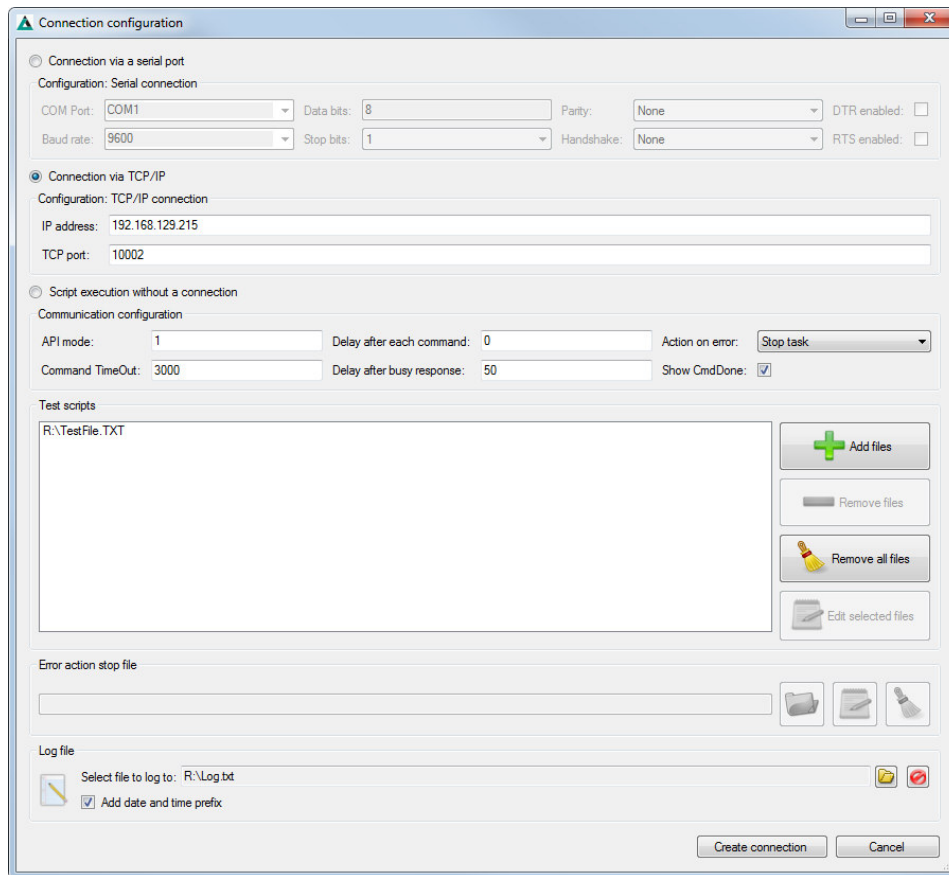 Connection configuration
Connection via a serial port
Configuration: Serial connection
COM Port: COM1 Data bits: 8 Parity: None DTR enabled:
Baud rate: 9600 Stop bits: 1 Handshake: None RTS enabled:
Connection via TCP/IP
Configuration: TCP/IP connection
IP address: 192.168.129.215
TCP port: 10002
Script execution without a connection
Communication configuration
API mode: 1 Delay after each command: 0 Action on error: Stop task
Command TimeOut: 3000 Delay after busy response: 50 Show CmdDone:
Test scripts
R:\TestFile.TXT
Add files
Remove files
Remove all files
Edit selected files
Error action stop file
Log file
Select file to log to: R:\Log.txt
Add date and time prefix
Create connection Cancel